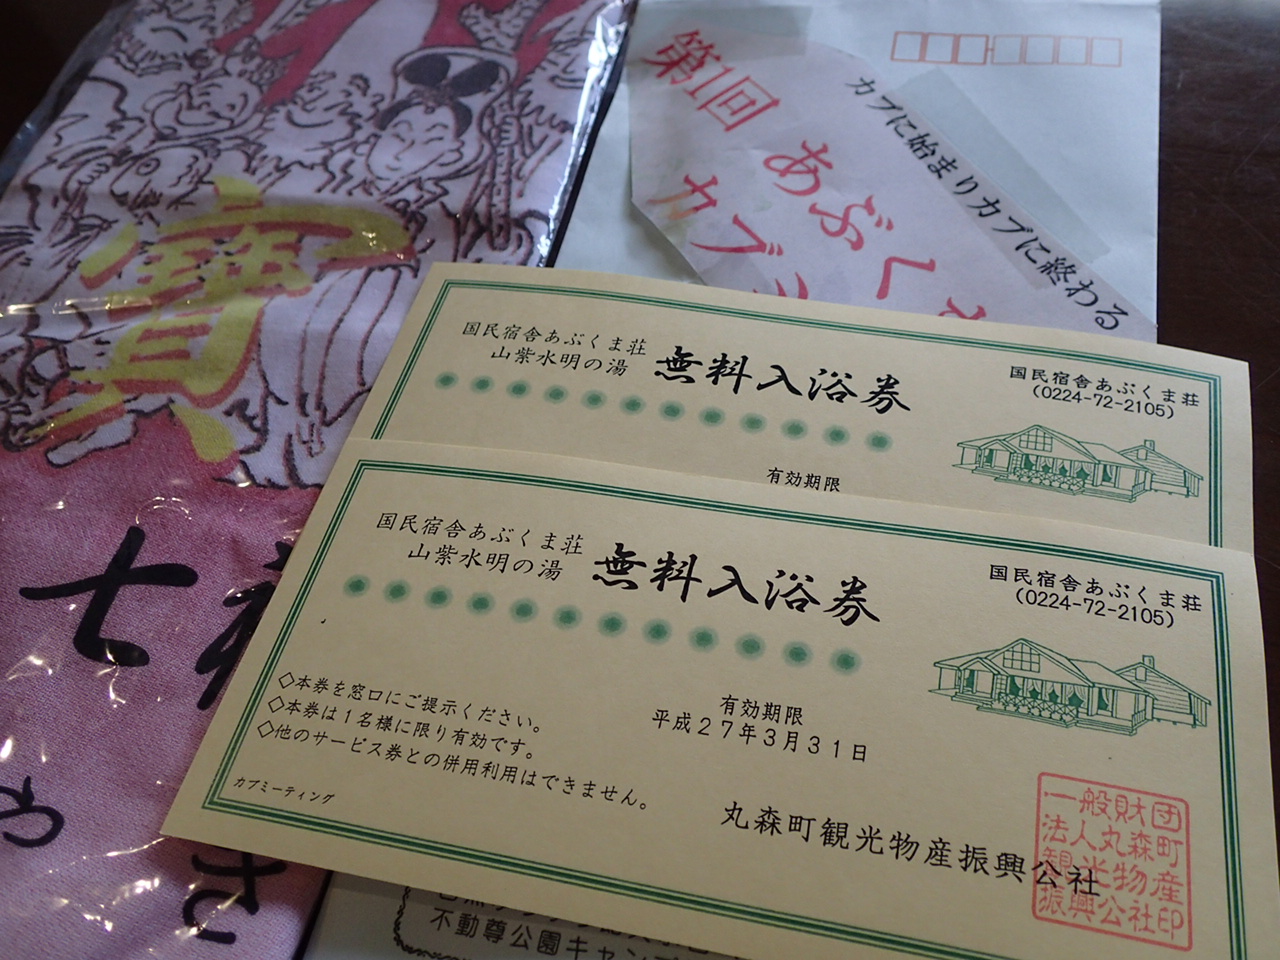 寶
七
や
さ
第1回 あぶく
カブ
カブに始まりカブに終わる
国民宿舎あぶくま荘
山紫水明の湯
無料入浴券
国民宿舎あぶくま荘
(0224-72-2105)
有効期限
国民宿舎あぶくま荘
山紫水明の湯
無料入浴券
国民宿舎あぶくま荘
(0224-72-2105)
◇本券を窓口にご提示ください。
◇本券は1名様に限り有効です。
◇他のサービス券との併用利用はできません。
有効期限
平成27年3月31日
カブミーティング
丸森町観光物産振興公社
一般財団
法人丸森町
観光物産
振興公社印
不動尊公園キャンプ